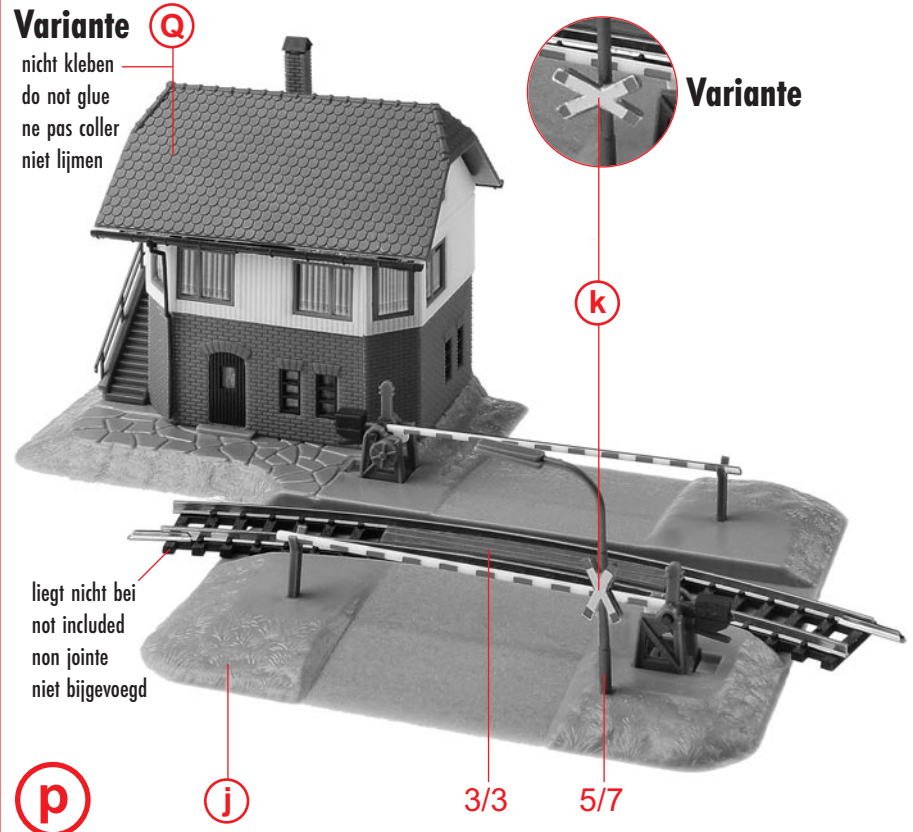 Variante Q
nicht kleben
do not glue
ne pas coller
niet lijmen
Variante
k
liegt nicht bei
not included
non jointe
niet bijgevoegd
p
j
3/3
5/7